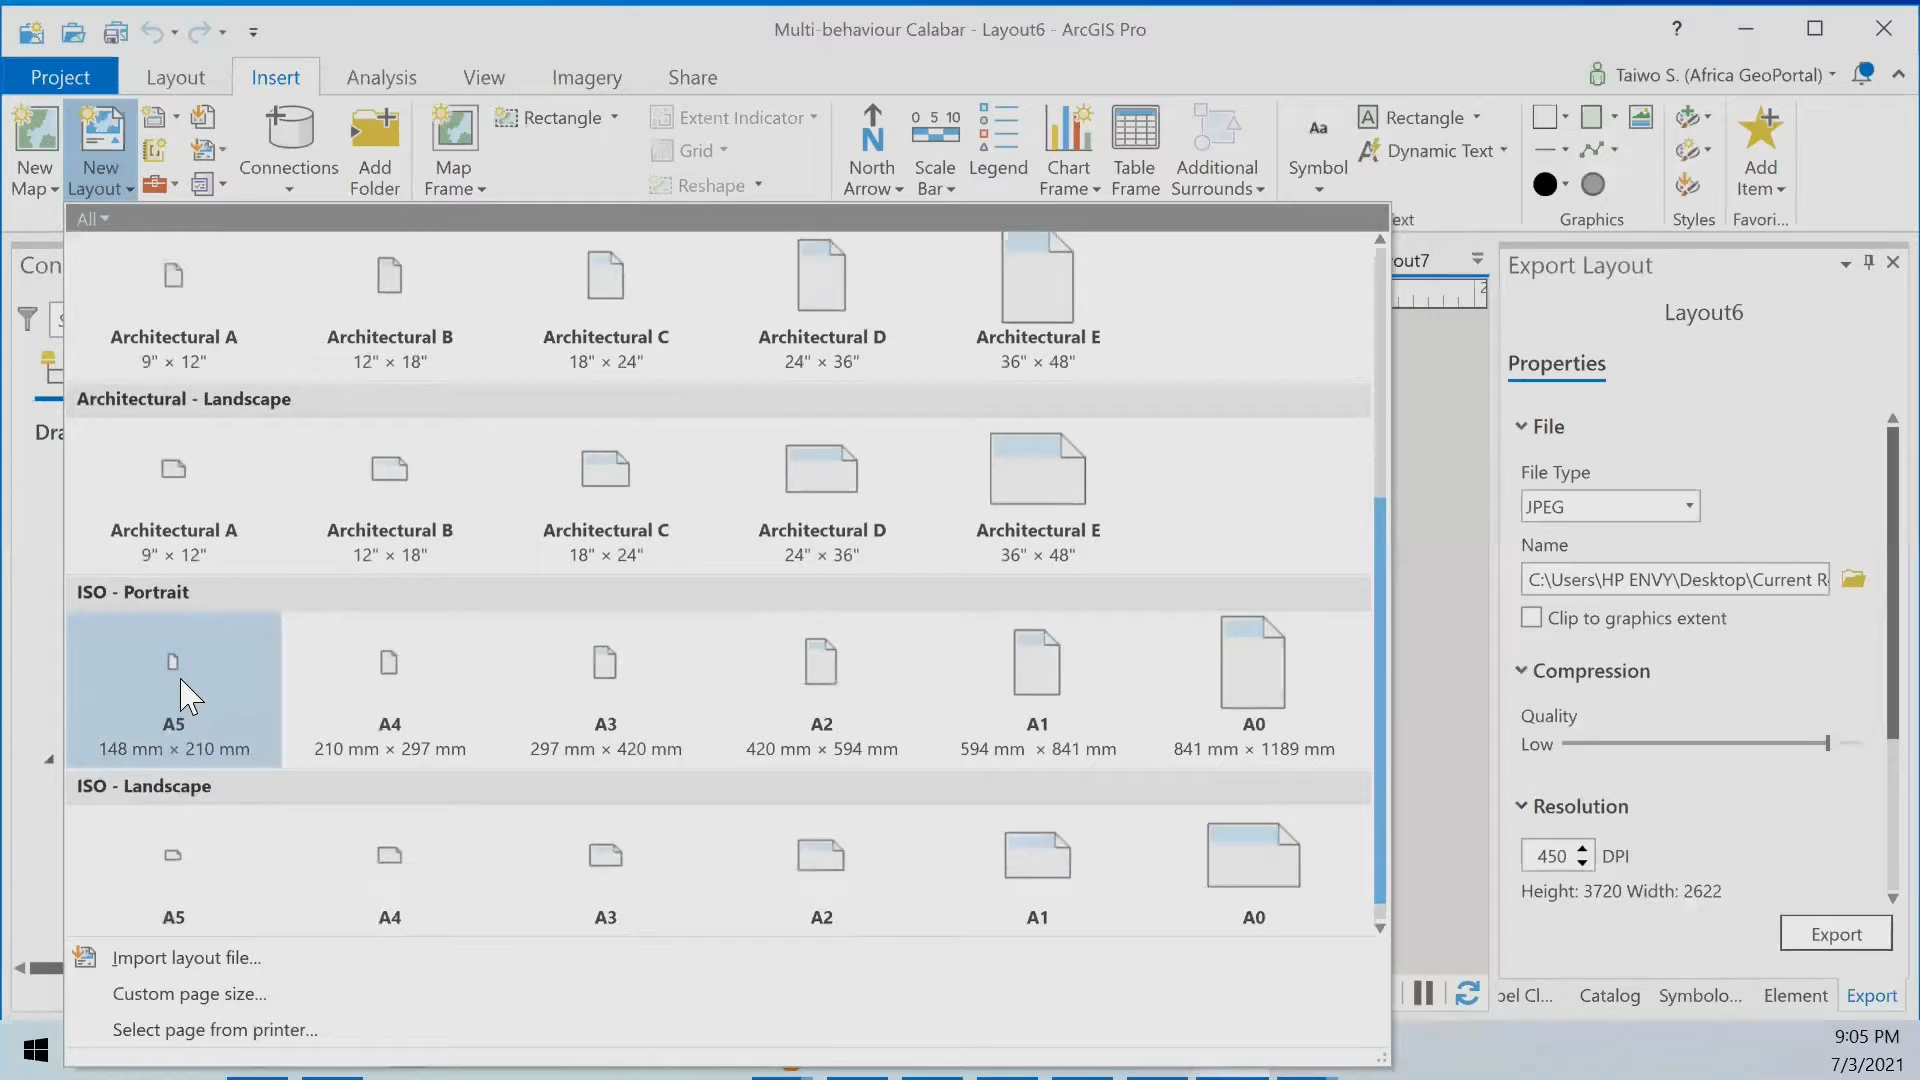 Multi-behaviour Calabar - Layout6 - ArcGIS Pro
?
Project
Layout
Insert
Analysis
View
Imagery
Share
Taiwo S. (Africa GeoPortal)
New Map
New Layout
Connections
Add Folder
Map Frame
Rectangle
Extent Indicator
Grid
Reshape
North Arrow
N
0 5 10
Scale Bar
Legend
Chart Frame
Table Frame
Additional Surrounds
Aa
Symbol
A Rectangle
A Dynamic Text
Graphics
Styles
Add Item
Favori...
ext
All
Con
S
Dra
out7
2
Architectural A
9" × 12"
Architectural B
12" × 18"
Architectural C
18" × 24"
Architectural D
24" × 36"
Architectural E
36" × 48"
Architectural - Landscape
Architectural A
9" × 12"
Architectural B
12" × 18"
Architectural C
18" × 24"
Architectural D
24" × 36"
Architectural E
36" × 48"
ISO - Portrait
A5
148 mm × 210 mm
A4
210 mm × 297 mm
A3
297 mm × 420 mm
A2
420 mm × 594 mm
A1
594 mm × 841 mm
A0
841 mm × 1189 mm
ISO - Landscape
A5
A4
A3
A2
A1
A0
Import layout file...
Custom page size...
Select page from printer...
Export Layout
Layout6
Properties
File
File Type
JPEG
Name
C:\Users\HP ENVY\Desktop\Current R
Clip to graphics extent
Compression
Quality
Low
Resolution
450 DPI
Height: 3720 Width: 2622
Export
bel Cl...
Catalog
Symbolo...
Element
Export
9:05 PM
7/3/2021